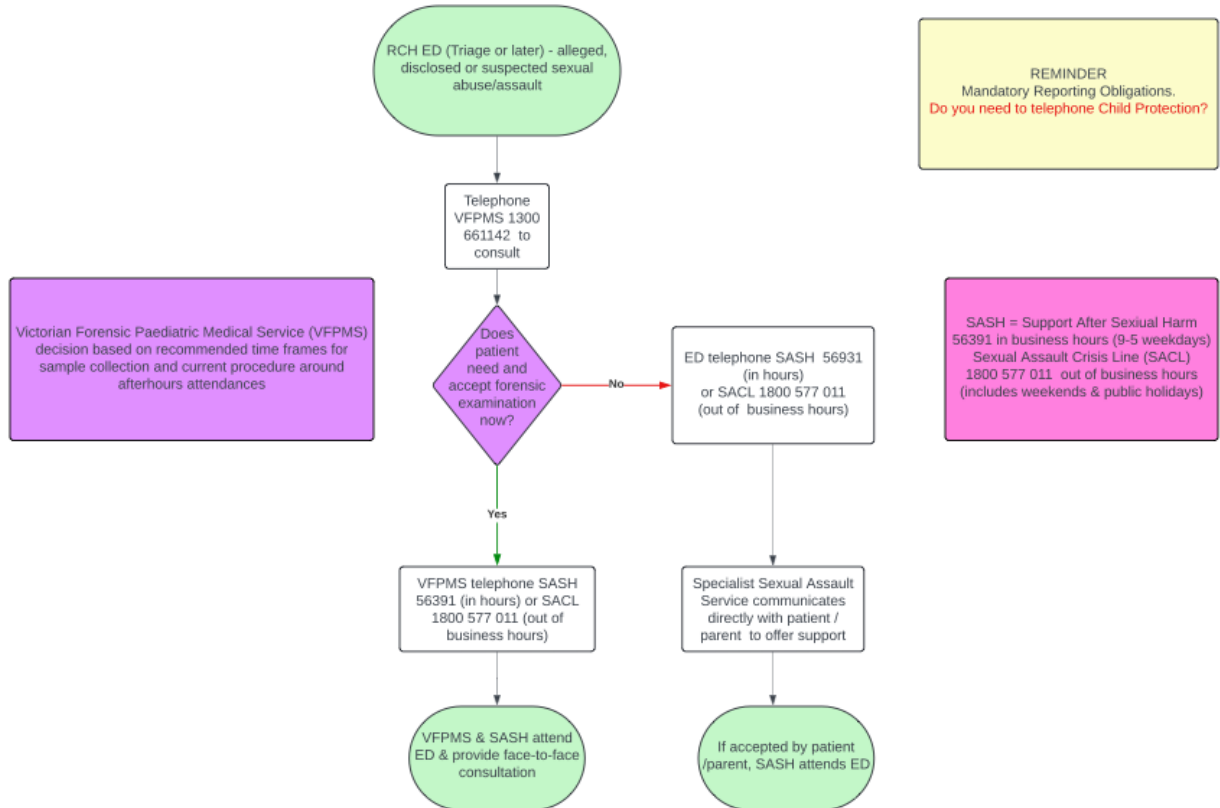 RCH ED (Triage or later) - alleged,
disclosed or suspected sexual
abuse/assault
REMINDER
Mandatory Reporting Obligations.
Do you need to telephone Child Protection?
Telephone
VFPMS 1300
661142 to
consult
Victorian Forensic Paediatric Medical Service (VFPMS)
decision based on recommended time frames for
sample collection and current procedure around
afterhours attendances
Does
patient
need and
accept forensic
examination
now?
No
ED telephone SASH 56931
(in hours)
or SACL 1800 577 011
(out of business hours)
SASH = Support After Sexiual Harm
56391 in business hours (9-5 weekdays)
Sexual Assault Crisis Line (SACL)
1800 577 011 out of business hours
(includes weekends & public holidays)
Yes
VFPMS telephone SASH
56391 (in hours) or SACL
1800 577 011 (out of
business hours)
Specialist Sexual Assault
Service communicates
directly with patient /
parent to offer support
VFPMS & SASH attend
ED & provide face-to-face
consultation
If accepted by patient
/parent, SASH attends ED